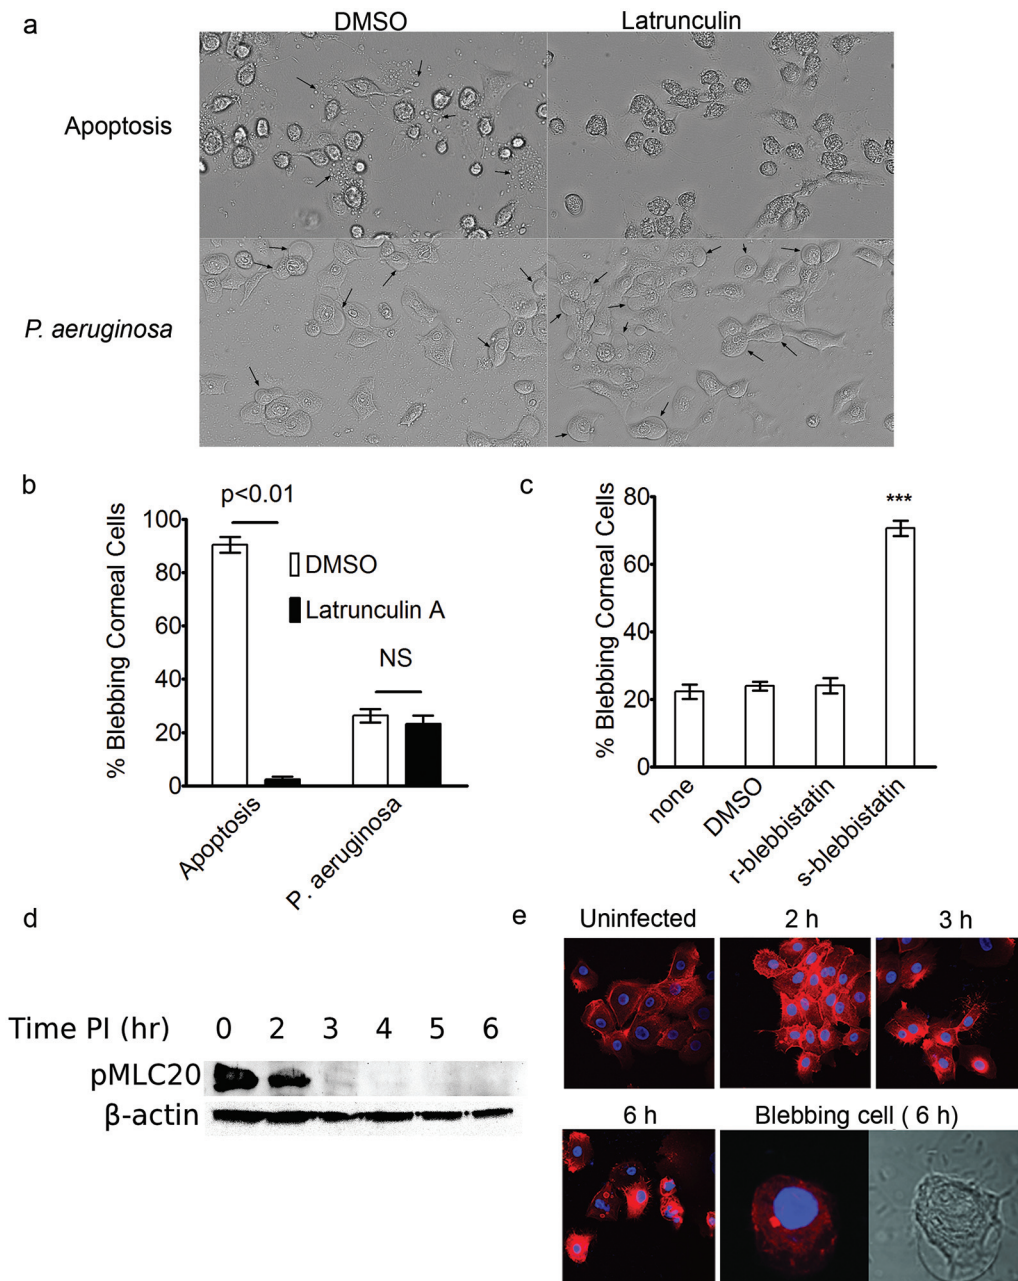 a
DMSO
Latrunculin
Apoptosis
P. aeruginosa
b
% Blebbing Corneal Cells
100
80
60
40
20
0
p<0.01
DMSO
Latrunculin A
NS
Apoptosis
P. aeruginosa
c
% Blebbing Corneal Cells
80
60
40
20
0
***
none
DMSO
r-blebbistatin
s-blebbistatin
d
Time PI (hr) 0 2 3 4 5 6
pMLC20
β-actin
e
Uninfected
2 h
3 h
6 h
Blebbing cell ( 6 h)